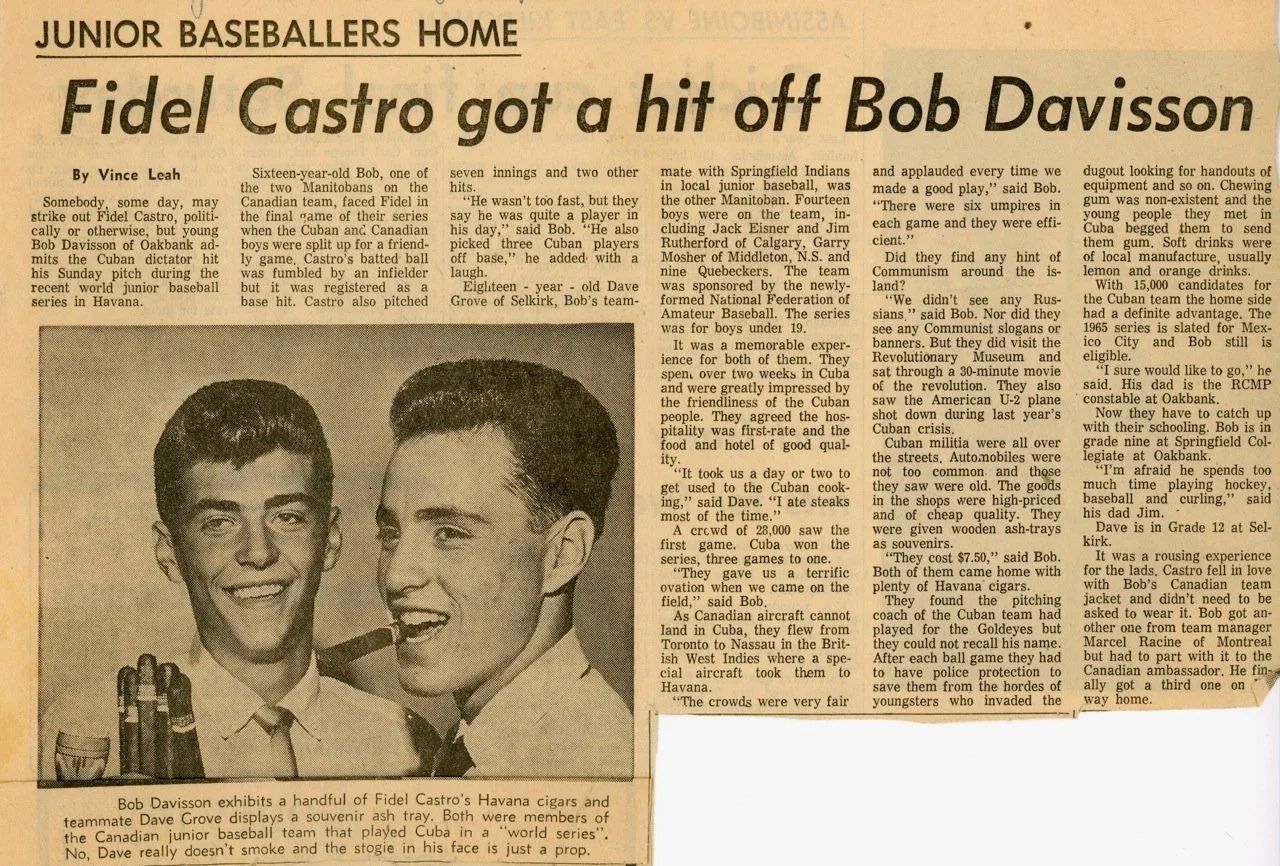 JUNIOR BASEBALLERS HOME
Fidel Castro got a hit off Bob Davisson
By Vince Leah
Somebody, some day, may
strike out Fidel Castro, politi-
cally or otherwise, but young
Bob Davisson of Oakbank ad-
mits the Cuban dictator hit
his Sunday pitch during the
recent world junior baseball
series in Havana.
Sixteen-year-old Bob, one of
the two Manitobans on the
Canadian team, faced Fidel in
the final game of their series
when the Cuban and Canadian
boys were split up for a friend-
ly game. Castro's batted ball
was fumbled by an infielder
but it was registered as a
base hit. Castro also pitched
seven innings and two other
hits.
"He wasn't too fast, but they
say he was quite a player in
his day," said Bob. "He also
picked three Cuban players
off base," he added with a
laugh.
Eighteen - year - old Dave
Grove of Selkirk, Bob's team-
mate with Springfield Indians
in local junior baseball, was
the other Manitoban. Fourteen
boys were on the team, in-
cluding Jack Eisner and Jim
Rutherford of Calgary, Garry
Mosher of Middleton, N.S. and
nine Quebeckers. The team
was sponsored by the newly-
formed National Federation of
Amateur Baseball. The series
was for boys under 19.
It was a memorable exper-
ience for both of them. They
spent over two weeks in Cuba
and were greatly impressed by
the friendliness of the Cuban
people. They agreed the hos-
pitality was first-rate and the
food and hotel of good qual-
ity.
"It took us a day or two to
get used to the Cuban cook-
ing," said Dave. "I ate steaks
most of the time."
A crowd of 28,000 saw the
first game. Cuba won the
series, three games to one.
"They gave us a terrific
ovation when we came on the
field," said Bob.
As Canadian aircraft cannot
land in Cuba, they flew from
Toronto to Nassau in the Brit-
ish West Indies where a spe-
cial aircraft took them to
Havana.
"The crowds were very fair
and applauded every time we
made a good play," said Bob.
"There were six umpires in
each game and they were effi-
cient."
Did they find any hint of
Communism around the is-
land?
"We didn't see any Rus-
sians," said Bob. Nor did they
see any Communist slogans or
banners. But they did visit the
Revolutionary Museum and
sat through a 30-minute movie
of the revolution. They also
saw the American U-2 plane
shot down during last year's
Cuban crisis.
Cuban militia were all over
the streets. Automobiles were
not too common and those
they saw were old. The goods
in the shops were high-priced
and of cheap quality. They
were given wooden ash-trays
as souvenirs.
"They cost $7.50," said Bob.
Both of them came home with
plenty of Havana cigars.
They found the pitching
coach of the Cuban team had
played for the Goldeyes but
they could not recall his name.
After each ball game they had
to have police protection to
save them from the hordes of
youngsters who invaded the
dugout looking for handouts of
equipment and so on. Chewing
gum was non-existent and the
young people they met in
Cuba begged them to send
them gum. Soft drinks were
of local manufacture, usually
lemon and orange drinks.
With 15,000 candidates for
the Cuban team the home side
had a definite advantage. The
1965 series is slated for Mex-
ico City and Bob still is
eligible.
"I sure would like to go," he
said. His dad is the RCMP
constable at Oakbank.
Now they have to catch up
with their schooling. Bob is in
grade nine at Springfield Col-
legiate at Oakbank.
"I'm afraid he spends too
much time playing hockey,
baseball and curling," said
his dad Jim.
Dave is in Grade 12 at Sel-
kirk.
It was a rousing experience
for the lads. Castro fell in love
with Bob's Canadian team
jacket and didn't need to be
asked to wear it. Bob got an-
other one from team manager
Marcel Racine of Montreal
but had to part with it to the
Canadian ambassador. He fin-
ally got a third one on
way home.
Bob Davisson exhibits a handful of Fidel Castro's Havana cigars and
teammate Dave Grove displays a souvenir ash tray. Both were members of
the Canadian junior baseball team that played Cuba in a "world series".
No, Dave really doesn't smoke and the stogie in his face is just a prop.